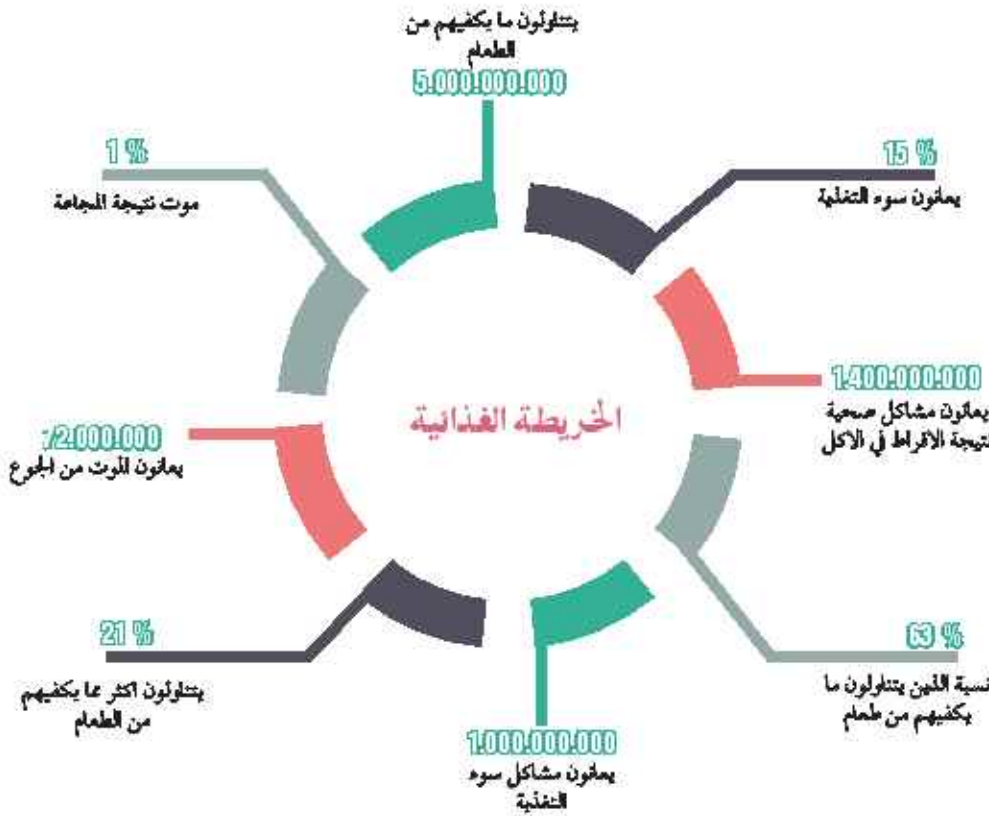 يتناولون ما يكفيهم من
الطعام
5.000.000.000
15 %
يعانون سوء التغذية
1.400.000.000
يعانون مشاكل صحية
نتيجة الافراط في الاكل
63 %
نسبة اللذين يتناولون ما
يكفيهم من طعام
1.000.000.000
يعانون مشاكل سوء
التغذية
21 %
يتناولون اكثر مما يكفيهم
من الطعام
72.000.000
يعانون الموت من الجوع
1 %
موت نتيجة المجاعة
الخريطة الغذائية